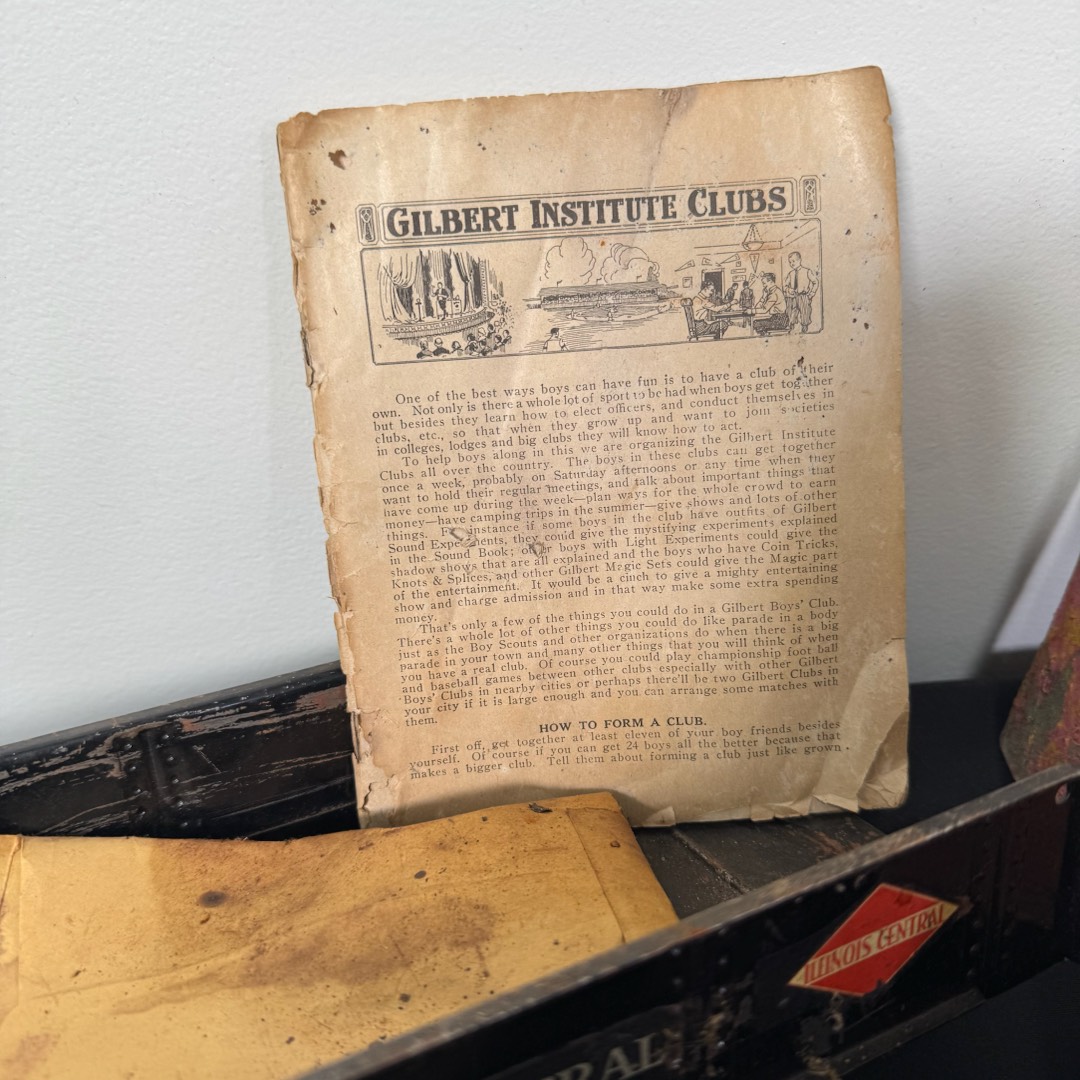 GILBERT INSTITUTE CLUBS
One of the best ways boys can have fun is to have a club of their
own. Not only is there a whole lot of sport to be had when boys get together
but besides they learn how to elect officers, and conduct themselves in
clubs, etc., so that when they grow up and want to join societies
in colleges, lodges and big clubs they will know how to act.
To help boys along in this we are organizing the Gilbert Institute
Clubs all over the country. The boys in these clubs can get together
once a week, probably on Saturday afternoons or any time when they
want to hold their regular meetings, and talk about important things that
have come up during the week—plan ways for the whole crowd to earn
money—have camping trips in the summer—give shows and lots of other
things. For instance if some boys in the club have outfits of Gilbert
Sound Experiments, they could give the mystifying experiments explained
in the Sound Book; other boys with Light Experiments could give the
shadow shows that are all explained and the boys who have Coin Tricks,
Knots & Splices, and other Gilbert Magic Sets could give the Magic part
of the entertainment. It would be a cinch to give a mighty entertaining
show and charge admission and in that way make some extra spending
money.
That's only a few of the things you could do in a Gilbert Boys' Club.
There's a whole lot of other things you could do like parade in a body
just as the Boy Scouts and other organizations do when there is a big
parade in your town and many other things that you will think of when
you have a real club. Of course you could play championship foot ball
and baseball games between other clubs especially with other Gilbert
Boys' Clubs in nearby cities or perhaps there'll be two Gilbert Clubs in
your city if it is large enough and you can arrange some matches with
them.
HOW TO FORM A CLUB.
First off, get together at least eleven of your boy friends besides
yourself. Of course if you can get 24 boys all the better because that
makes a bigger club. Tell them about forming a club just like grown
ILLINOIS CENTRAL
RAL